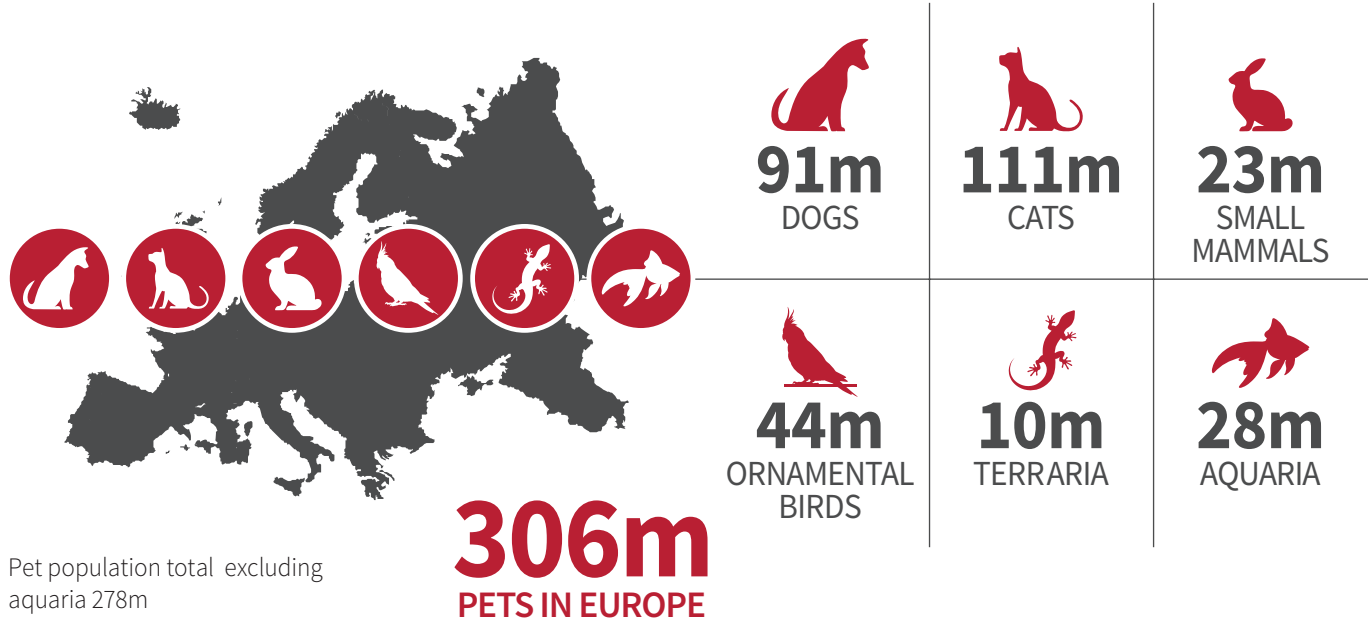 91m
DOGS
111m
CATS
23m
SMALL
MAMMALS
44m
ORNAMENTAL
BIRDS
10m
TERRARIA
28m
AQUARIA
306m
PETS IN EUROPE
Pet population total excluding
aquaria 278m